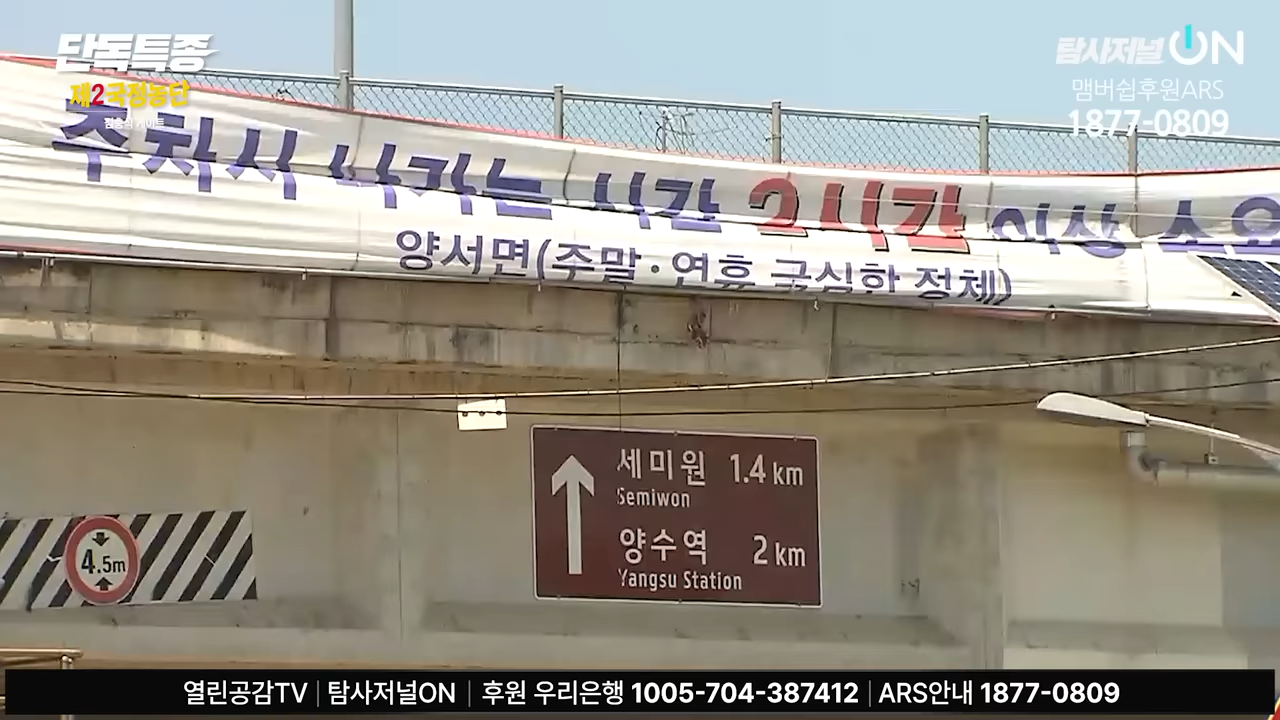 단독특종
제2국정농단
탐사저널ON
맴버쉽후원ARS
1877-0809
주차시 나가는 시간 2시간 이상 소요
양서면(주말·연휴 극심한 정체)
세미원 1.4 km
Semiwon
양수역 2 km
Yangsu Station
4.5m
열린공감TV | 탐사저널ON | 후원 우리은행 1005-704-387412 | ARS안내 1877-0809